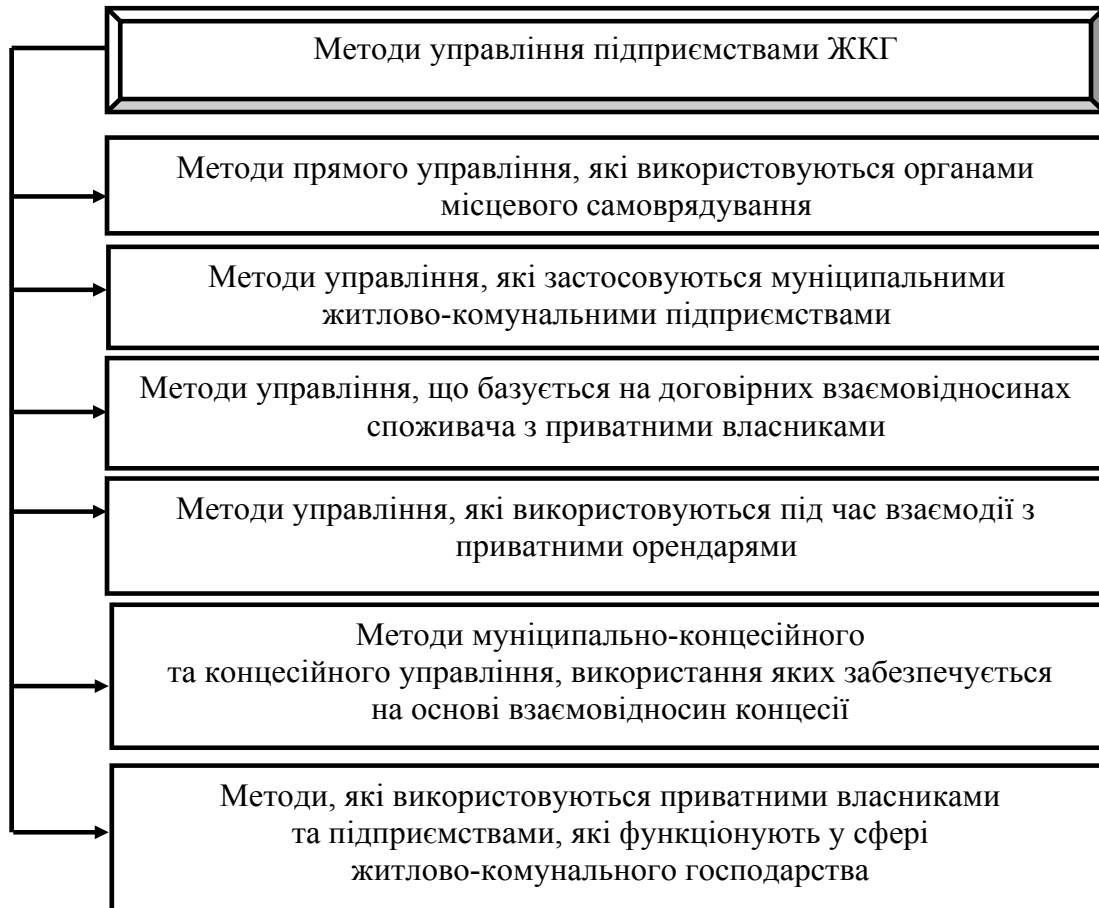 Методи управління підприємствами ЖКГ
Методи прямого управління, які використовуються органами
місцевого самоврядування
Методи управління, які застосовуються муніципальними
житлово-комунальними підприємствами
Методи управління, що базується на договірних взаємовідносинах
споживача з приватними власниками
Методи управління, які використовуються під час взаємодії з
приватними орендарями
Методи муніципально-концесійного
та концесійного управління, використання яких забезпечується
на основі взаємовідносин концесії
Методи, які використовуються приватними власниками
та підприємствами, які функціонують у сфері
житлово-комунального господарства